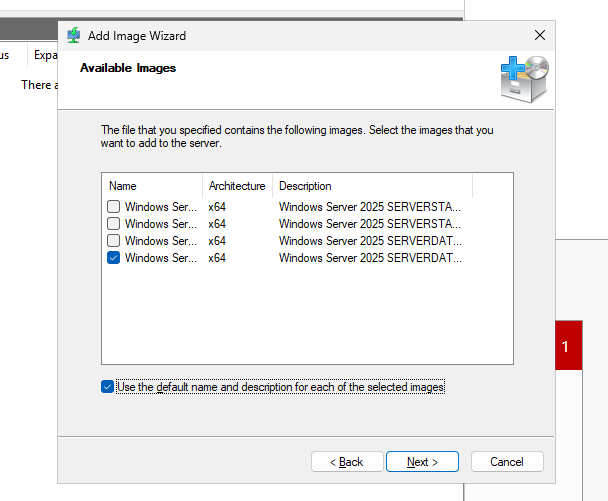 Add Image Wizard
us Expa
Available Images
There a
The file that you specified contains the following images. Select the images that you
want to add to the server.
Name Architecture Description
Windows Ser... x64 Windows Server 2025 SERVERSTA...
Windows Ser... x64 Windows Server 2025 SERVERSTA...
Windows Ser... x64 Windows Server 2025 SERVERDAT...
Windows Ser... x64 Windows Server 2025 SERVERDAT...
1
Use the default name and description for each of the selected images
< Back Next > Cancel